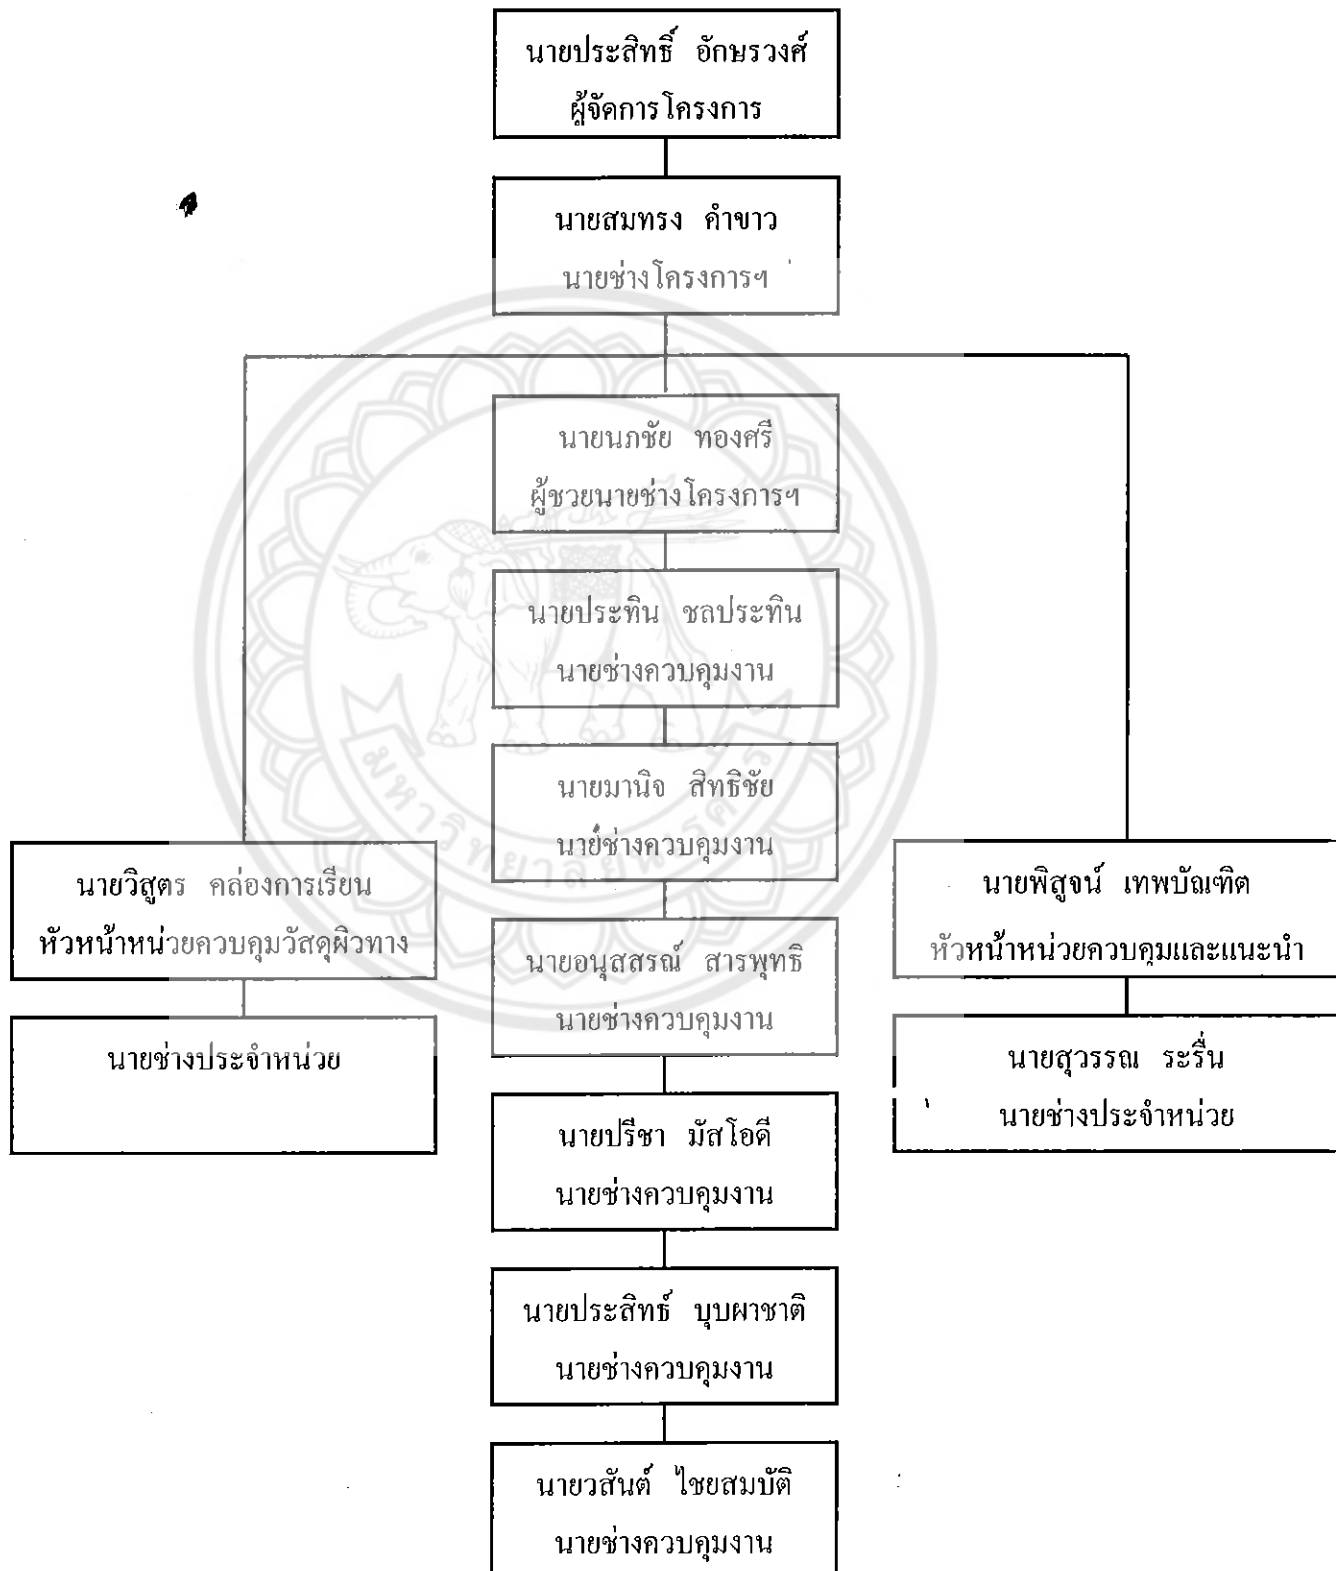 นายประสิทธิ์ อักษรวงศ์
ผู้จัดการโครงการ
นายสมทรง คำขาว
นายช่างโครงการฯ
นายนภชัย ทองศรี
ผู้ชวยนายช่างโครงการฯ
นายประทิน ชลประทิน
นายช่างควบคุมงาน
นายมานิจ สิทธิชัย
นายช่างควบคุมงาน
นายวิสูตร คล่องการเรียน
หัวหน้าหน่วยควบคุมวัสดุผิวทาง
นายพิสูจน์ เทพบัณฑิต
หัวหน้าหน่วยควบคุมและแนะนำ
นายอนุสสรณ์ สารพุทธิ
นายช่างควบคุมงาน
นายช่างประจำหน่วย
นายสุวรรณ ระรื่น
นายช่างประจำหน่วย
นายปรีชา มัสโอดี
นายช่างควบคุมงาน
นายประสิทธ์ บุบผาชาติ
นายช่างควบคุมงาน
นายวสันต์ ไชยสมบัติ
นายช่างควบคุมงาน
มหาวิทยาลัยนเรศวร